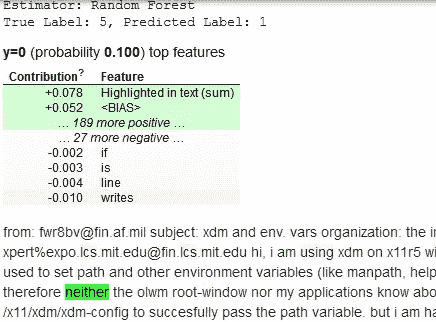 Estimator: Random Forest
True Label: 5, Predicted Label: 1
y=0 (probability 0.100) top features
Contribution? Feature
+0.078 Highlighted in text (sum)
+0.052 <BIAS>
… 189 more positive …
… 27 more negative …
-0.002 if
-0.003 is
-0.004 line
-0.010 writes
from: fwr8bv@fin.af.mil subject: xdm and env. vars organization: the in
xpert%expo.lcs.mit.edu@fin.lcs.mit.edu hi, i am using xdm on x11r5 wi
used to set path and other environment variables (like manpath, help
therefore neither the olwm root-window nor my applications know abo
/x11/xdm/xdm-config to succesfully pass the path variable. but i am ha